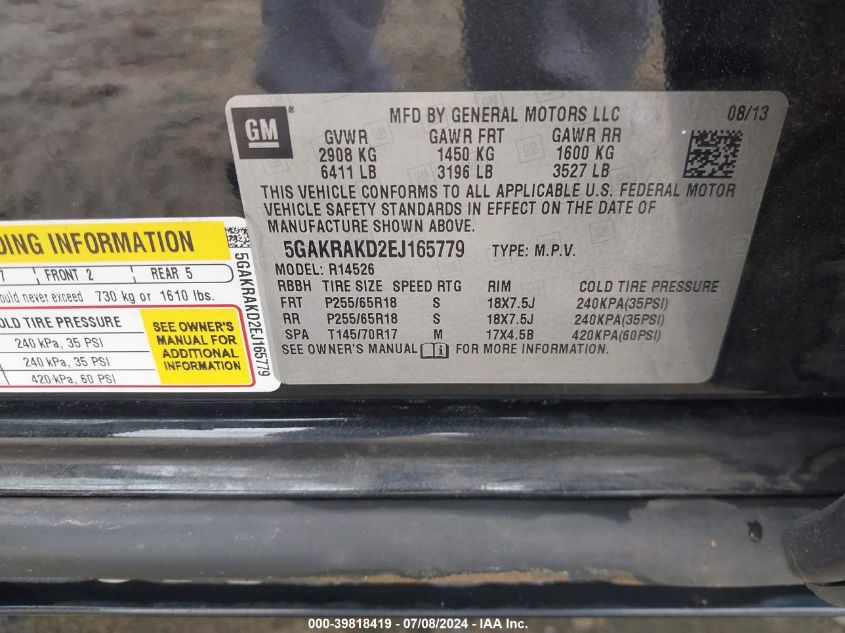 GM
MFD BY GENERAL MOTORS LLC 08/13
GVWR GAWR FRT GAWR RR
2908 KG 1450 KG 1600 KG
6411 LB 3196 LB 3527 LB
THIS VEHICLE CONFORMS TO ALL APPLICABLE U.S. FEDERAL MOTOR
VEHICLE SAFETY STANDARDS IN EFFECT ON THE DATE OF
MANUFACTURE SHOWN ABOVE.
5GAKRAKD2EJ165779 TYPE: M.P.V.
MODEL: R14526
RBBH TIRE SIZE SPEED RTG RIM COLD TIRE PRESSURE
FRT P255/65R18 S 18X7.5J 240KPA(35PSI)
RR P255/65R18 S 18X7.5J 240KPA(35PSI)
SPA T145/70R17 M 17X4.5B 420KPA(60PSI)
SEE OWNER'S MANUAL FOR MORE INFORMATION.
INFORMATION
FRONT 2 REAR 5
never exceed 730 kg or 1610 lbs.
COLD TIRE PRESSURE
240 kPa, 35 PSI
240 kPa, 35 PSI
420 kPa, 60 PSI
SEE OWNER'S
MANUAL FOR
ADDITIONAL
INFORMATION
5GAKRAKD2EJ165779
000-39818419 - 07/08/2024 - IAA Inc.